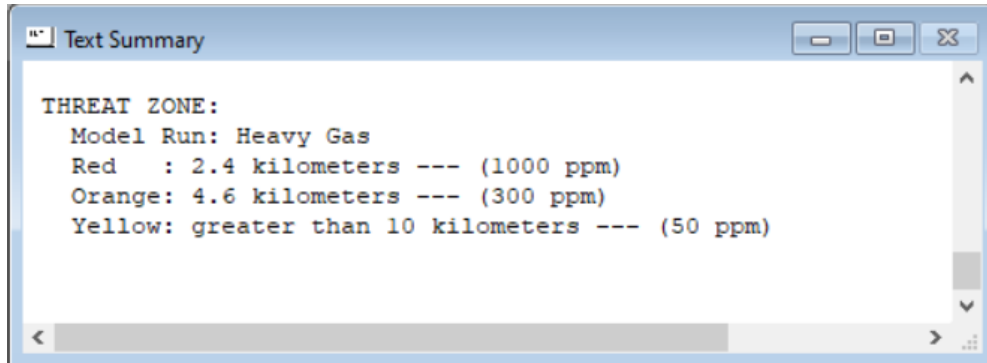 Text Summary
THREAT ZONE:
Model Run: Heavy Gas
Red   : 2.4 kilometers --- (1000 ppm)
Orange: 4.6 kilometers --- (300 ppm)
Yellow: greater than 10 kilometers --- (50 ppm)